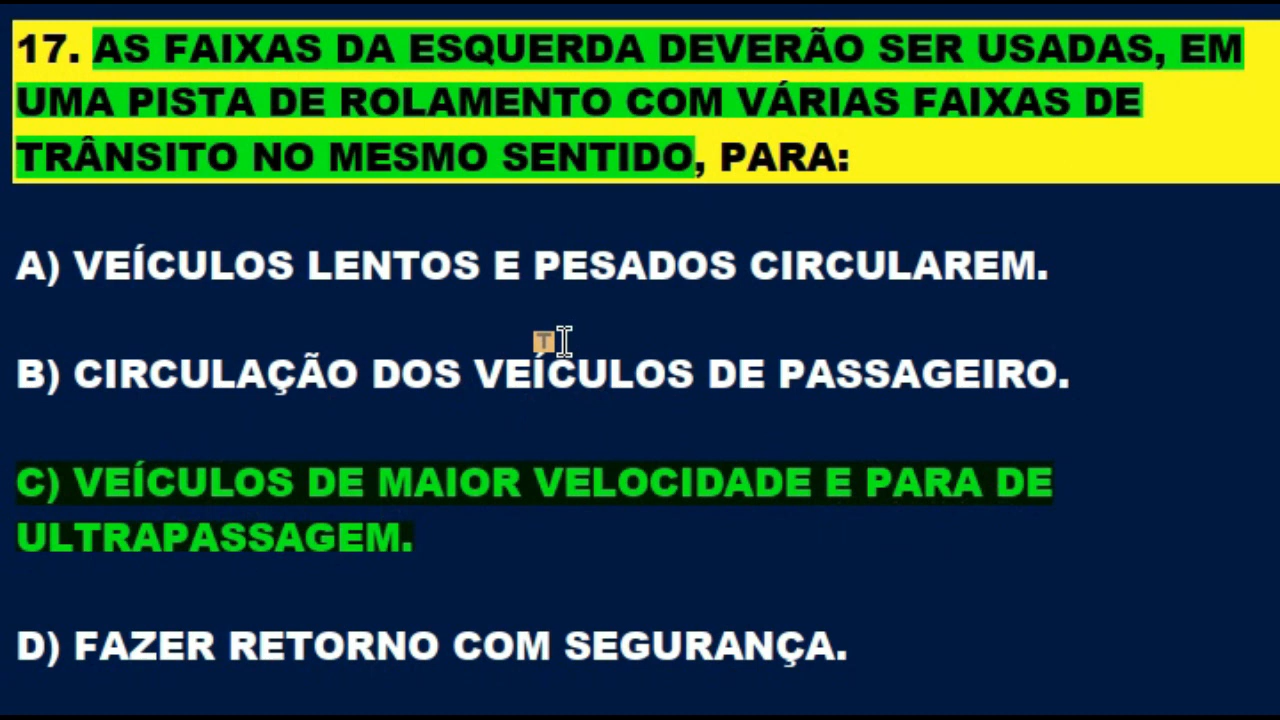 17. AS FAIXAS DA ESQUERDA DEVERÃO SER USADAS, EM
UMA PISTA DE ROLAMENTO COM VÁRIAS FAIXAS DE
TRÂNSITO NO MESMO SENTIDO, PARA:
A) VEÍCULOS LENTOS E PESADOS CIRCULAREM.
T
B) CIRCULAÇÃO DOS VEÍCULOS DE PASSAGEIRO.
C) VEÍCULOS DE MAIOR VELOCIDADE E PARA DE
ULTRAPASSAGEM.
D) FAZER RETORNO COM SEGURANÇA.